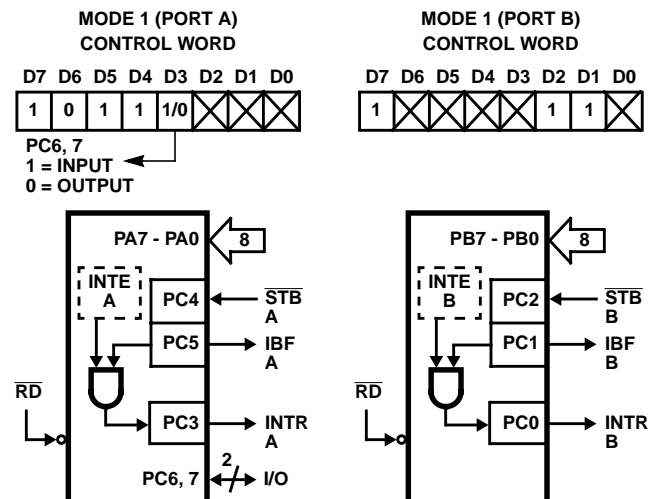 MODE 1 (PORT A)
CONTROL WORD
D7 D6 D5 D4 D3 D2 D1 D0
1 0 1 1 1/0
PC6, 7
1 = INPUT
0 = OUTPUT
PA7 - PA0 8
INTE
A
PC4 STB
A
PC5 IBF
A
RD
PC3 INTR
A
PC6, 7 2 I/O
MODE 1 (PORT B)
CONTROL WORD
D7 D6 D5 D4 D3 D2 D1 D0
1 1 1
PB7 - PB0 8
INTE
B
PC2 STB
B
PC1 IBF
B
RD
PC0 INTR
B